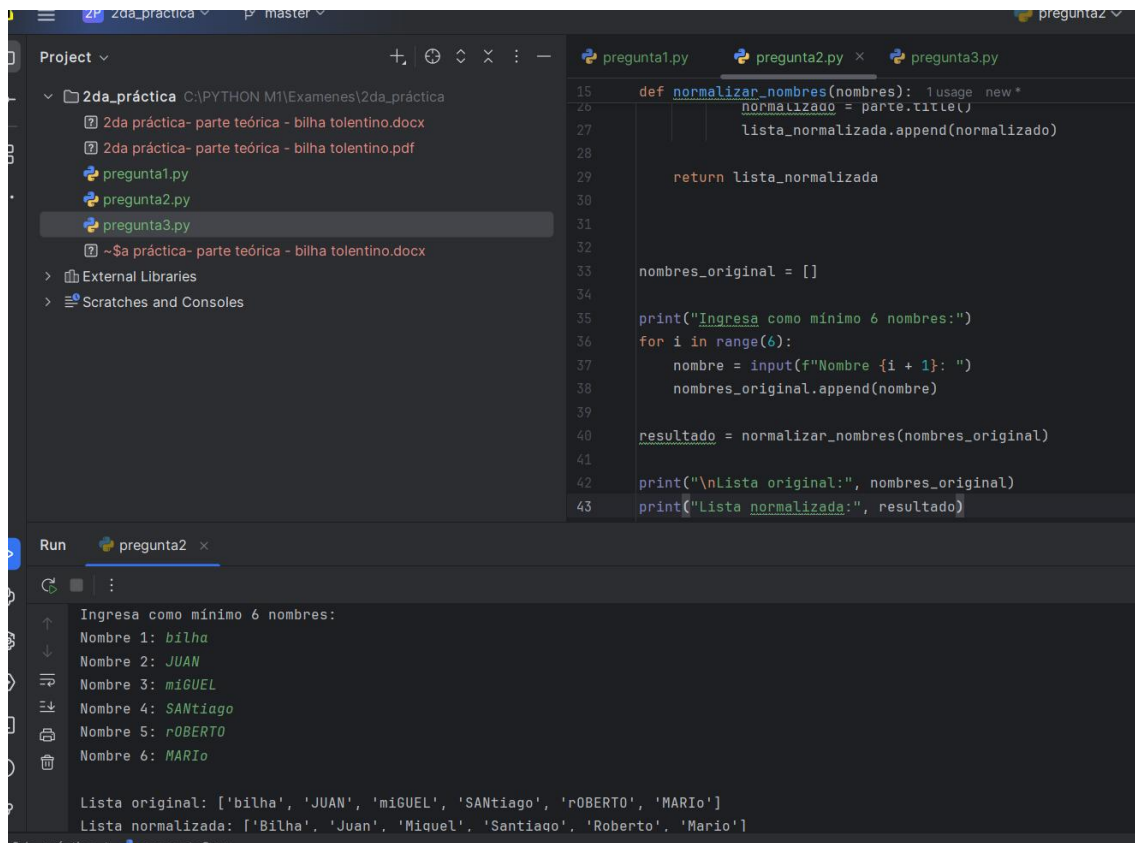 2P 2da_práctica master pregunta2
Project
2da_práctica C:\PYTHON M1\Examenes\2da_práctica
2da práctica- parte teórica - bilha tolentino.docx
2da práctica- parte teórica - bilha tolentino.pdf
pregunta1.py
pregunta2.py
pregunta3.py
~$a práctica- parte teórica - bilha tolentino.docx
External Libraries
Scratches and Consoles
pregunta1.py pregunta2.py pregunta3.py
15 def normalizar_nombres(nombres): 1 usage new *
26 normalizado = parte.title()
27 lista_normalizada.append(normalizado)
28
29 return lista_normalizada
30
31
32
33 nombres_original = []
34
35 print("Ingresa como mínimo 6 nombres:")
36 for i in range(6):
37 nombre = input(f"Nombre {i + 1}: ")
38 nombres_original.append(nombre)
39
40 resultado = normalizar_nombres(nombres_original)
41
42 print("\nLista original:", nombres_original)
43 print("Lista normalizada:", resultado)
Run pregunta2
Ingresa como mínimo 6 nombres:
Nombre 1: bilha
Nombre 2: JUAN
Nombre 3: miGUEL
Nombre 4: SANtiago
Nombre 5: rOBERTO
Nombre 6: MARIo
Lista original: ['bilha', 'JUAN', 'miGUEL', 'SANtiago', 'rOBERTO', 'MARIo']
Lista normalizada: ['Bilha', 'Juan', 'Miguel', 'Santiago', 'Roberto', 'Mario']